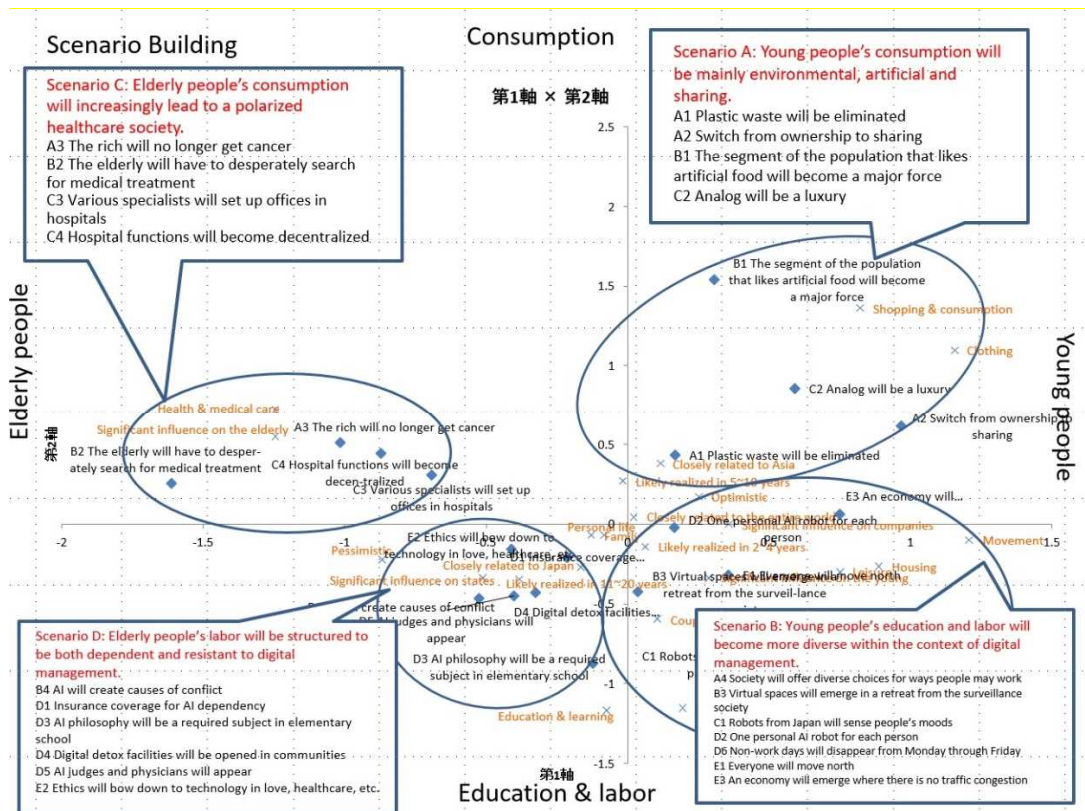 Scenario Building
Consumption
第1軸 × 第2軸
Scenario C: Elderly people's consumption
will increasingly lead to a polarized
healthcare society.
A3 The rich will no longer get cancer
B2 The elderly will have to desperately search
for medical treatment
C3 Various specialists will set up offices in
hospitals
C4 Hospital functions will become decentralized
Scenario A: Young people's consumption will
be mainly environmental, artificial and
sharing.
A1 Plastic waste will be eliminated
A2 Switch from ownership to sharing
B1 The segment of the population that likes
artificial food will become a major force
C2 Analog will be a luxury
2.5
2
1.5
1
0.5
0
-0.5
-1
-1.5
B1 The segment of the population
that likes artificial food will become
a major force
Shopping & consumption
Clothing
C2 Analog will be a luxury
A2 Switch from ownership to
sharing
A1 Plastic waste will be eliminated
Closely related to Asia
Likely realized in 5~10 years
Optimistic
E3 An economy will...
Elderly people
Young people
第2軸
Health & medical care
Significant influence on the elderly
A3 The rich will no longer get cancer
B2 The elderly will have to desper-
ately search for medical treatment
C4 Hospital functions will become
decen-tralized
C3 Various specialists will set up
offices in hospitals
-2
-1.5
-1
-0.5
0.5
1
1.5
Closely related to the entire world
D2 One personal AI robot for each
person
Significant influence on companies
Movement
Personal life
E2 Ethics will bow down to
technology in love, healthcare, etc.
D1 Insurance coverage...
Likely realized in 2~4 years
Pessimistic
Closely related to Japan
Significant influence on states
Likely realized in 11~20 years
B3 Virtual spaces will emerge in a
retreat from the surveil-lance
Leisure
Housing
create causes of conflict
judges and physicians will
appear
D4 Digital detox facilities...
D3 AI philosophy will be a required
subject in elementary school
C1 Robots
Education & learning
第1軸
Education & labor
Scenario D: Elderly people's labor will be structured to
be both dependent and resistant to digital
management.
B4 AI will create causes of conflict
D1 Insurance coverage for AI dependency
D3 AI philosophy will be a required subject in elementary
school
D4 Digital detox facilities will be opened in communities
D5 AI judges and physicians will appear
E2 Ethics will bow down to technology in love, healthcare, etc.
Scenario B: Young people's education and labor will
become more diverse within the context of digital
management.
A4 Society will offer diverse choices for ways people may work
B3 Virtual spaces will emerge in a retreat from the surveillance
society
C1 Robots from Japan will sense people's moods
D2 One personal AI robot for each person
D6 Non-work days will disappear from Monday through Friday
E1 Everyone will move north
E3 An economy will emerge where there is no traffic congestion